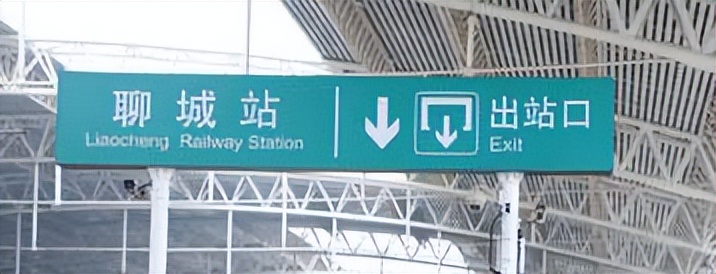 聊城站
Liaocheng Railway Station
出站口
Exit